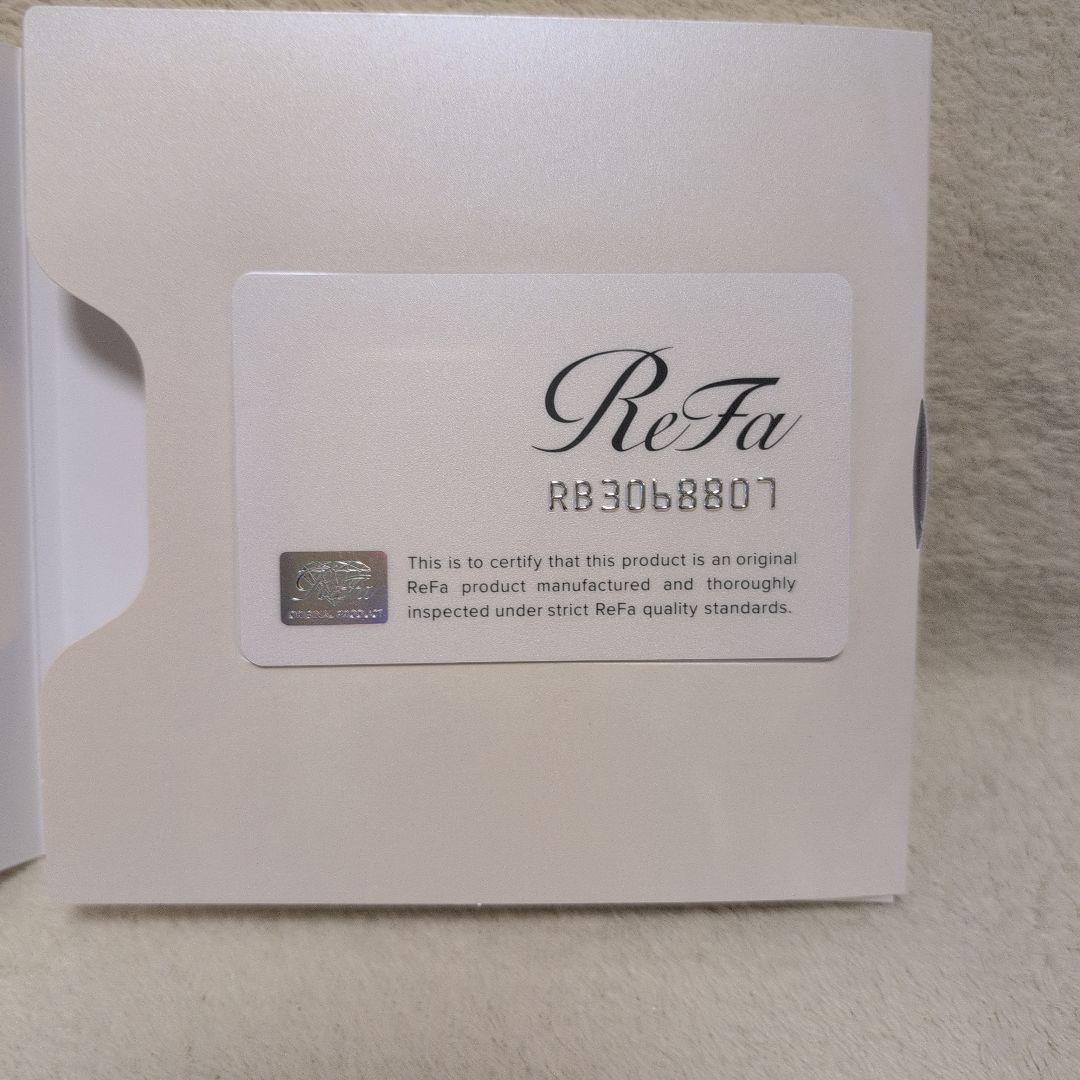 ReFa
RB3068807
This is to certify that this product is an original
ReFa product manufactured and thoroughly
inspected under strict ReFa quality standards.
ReFa
ORIGINAL PRODUCT